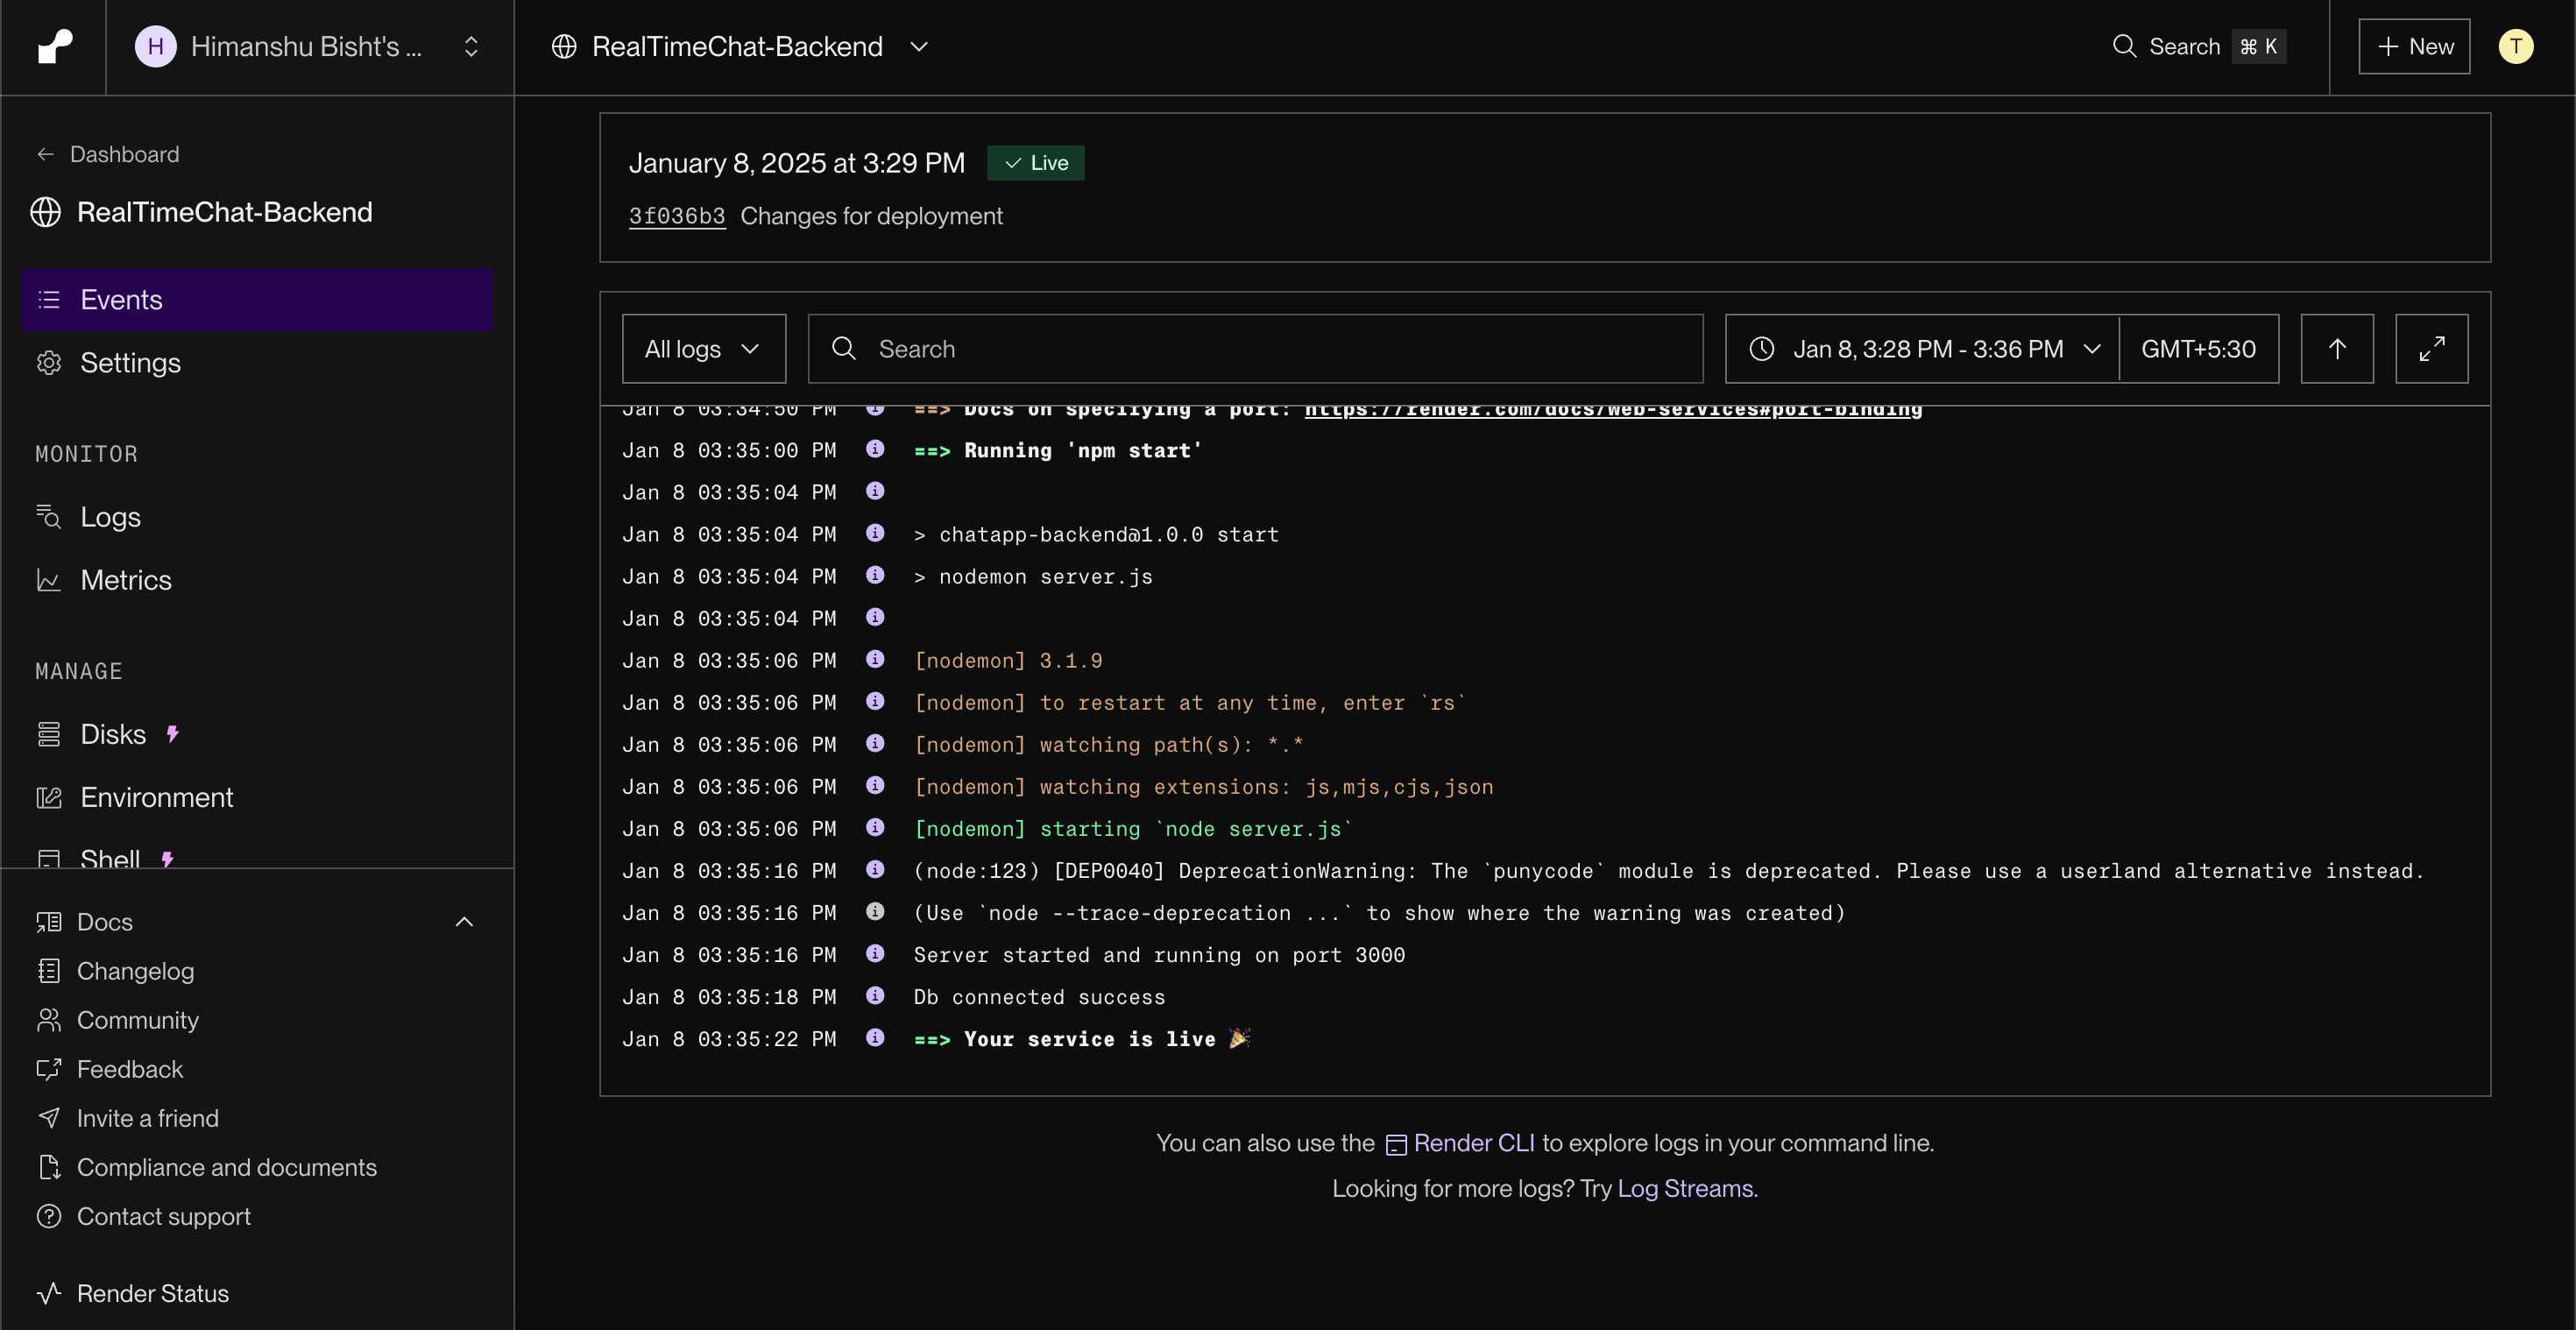 H Himanshu Bisht's ...
RealTimeChat-Backend
Search ⌘ K
+ New
T
← Dashboard
RealTimeChat-Backend
Events
Settings
MONITOR
Logs
Metrics
MANAGE
Disks
Environment
Shell
Docs
Changelog
Community
Feedback
Invite a friend
Compliance and documents
Contact support
Render Status
January 8, 2025 at 3:29 PM ✓ Live
3f036b3 Changes for deployment
All logs
Search
Jan 8, 3:28 PM - 3:36 PM
GMT+5:30
Jan 8 03:34:50 PM ==> Docs on specifying a port: https://render.com/docs/web-services#port-binding
Jan 8 03:35:00 PM ==> Running 'npm start'
Jan 8 03:35:04 PM
Jan 8 03:35:04 PM > chatapp-backend@1.0.0 start
Jan 8 03:35:04 PM > nodemon server.js
Jan 8 03:35:04 PM
Jan 8 03:35:06 PM [nodemon] 3.1.9
Jan 8 03:35:06 PM [nodemon] to restart at any time, enter `rs`
Jan 8 03:35:06 PM [nodemon] watching path(s): *.*
Jan 8 03:35:06 PM [nodemon] watching extensions: js,mjs,cjs,json
Jan 8 03:35:06 PM [nodemon] starting `node server.js`
Jan 8 03:35:16 PM (node:123) [DEP0040] DeprecationWarning: The `punycode` module is deprecated. Please use a userland alternative instead.
Jan 8 03:35:16 PM (Use `node --trace-deprecation ...` to show where the warning was created)
Jan 8 03:35:16 PM Server started and running on port 3000
Jan 8 03:35:18 PM Db connected success
Jan 8 03:35:22 PM ==> Your service is live 🎉
You can also use the Render CLI to explore logs in your command line.
Looking for more logs? Try Log Streams.